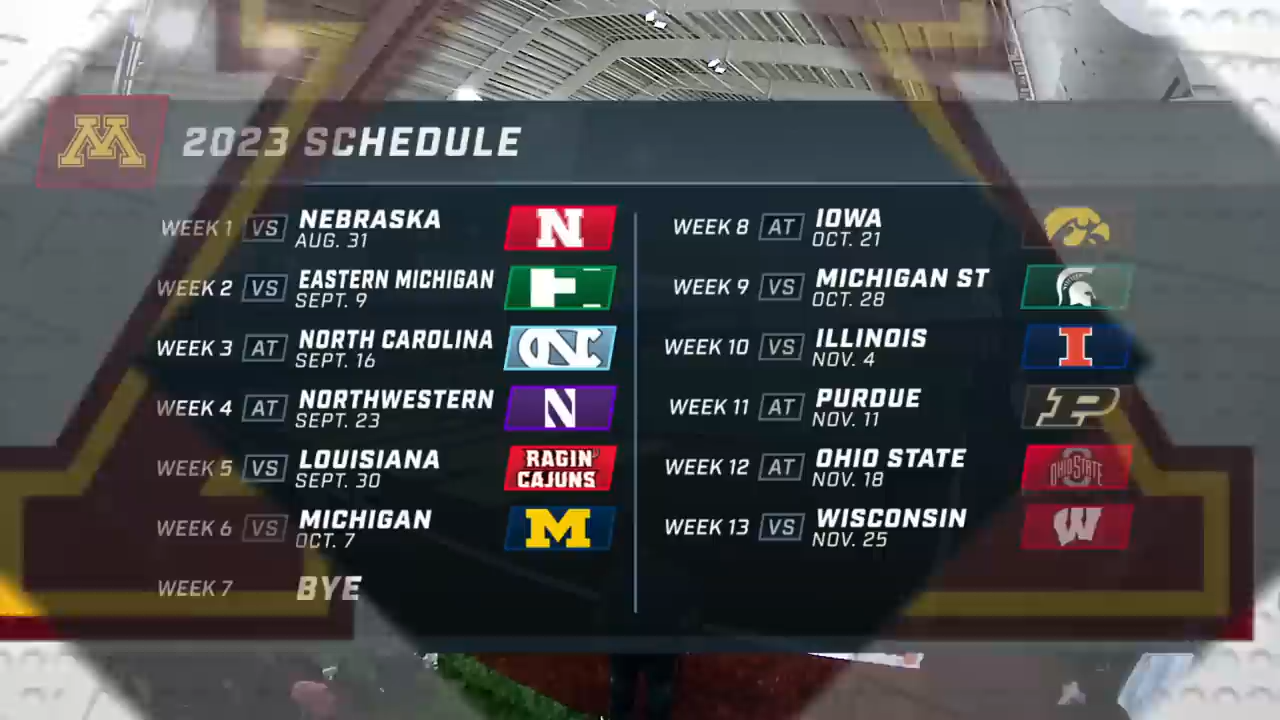 M
2023 SCHEDULE
WEEK 1 VS NEBRASKA
AUG. 31
N
WEEK 2 VS EASTERN MICHIGAN
SEPT. 9
E
WEEK 3 AT NORTH CAROLINA
SEPT. 16
NC
WEEK 4 AT NORTHWESTERN
SEPT. 23
N
WEEK 5 VS LOUISIANA
SEPT. 30
RAGIN'
CAJUNS
WEEK 6 VS MICHIGAN
OCT. 7
M
WEEK 7 BYE
WEEK 8 AT IOWA
OCT. 21
WEEK 9 VS MICHIGAN ST
OCT. 28
WEEK 10 VS ILLINOIS
NOV. 4
I
WEEK 11 AT PURDUE
NOV. 11
P
WEEK 12 AT OHIO STATE
NOV. 18
OHIO STATE
WEEK 13 VS WISCONSIN
NOV. 25
W